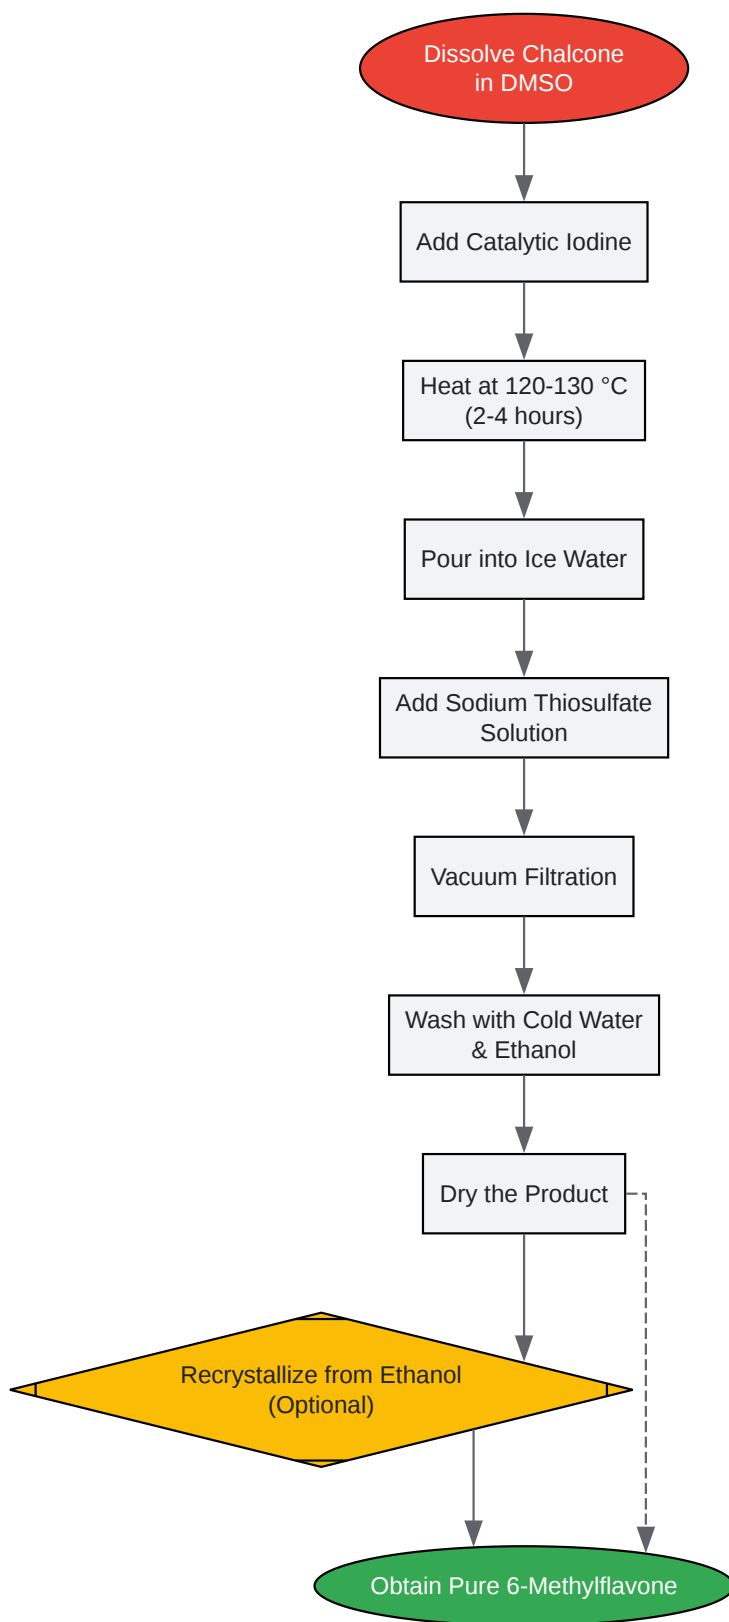 Dissolve Chalcone
in DMSO
Add Catalytic Iodine
Heat at 120-130 °C
(2-4 hours)
Pour into Ice Water
Add Sodium Thiosulfate
Solution
Vacuum Filtration
Wash with Cold Water
& Ethanol
Dry the Product
Recrystallize from Ethanol
(Optional)
Obtain Pure 6-Methylflavone